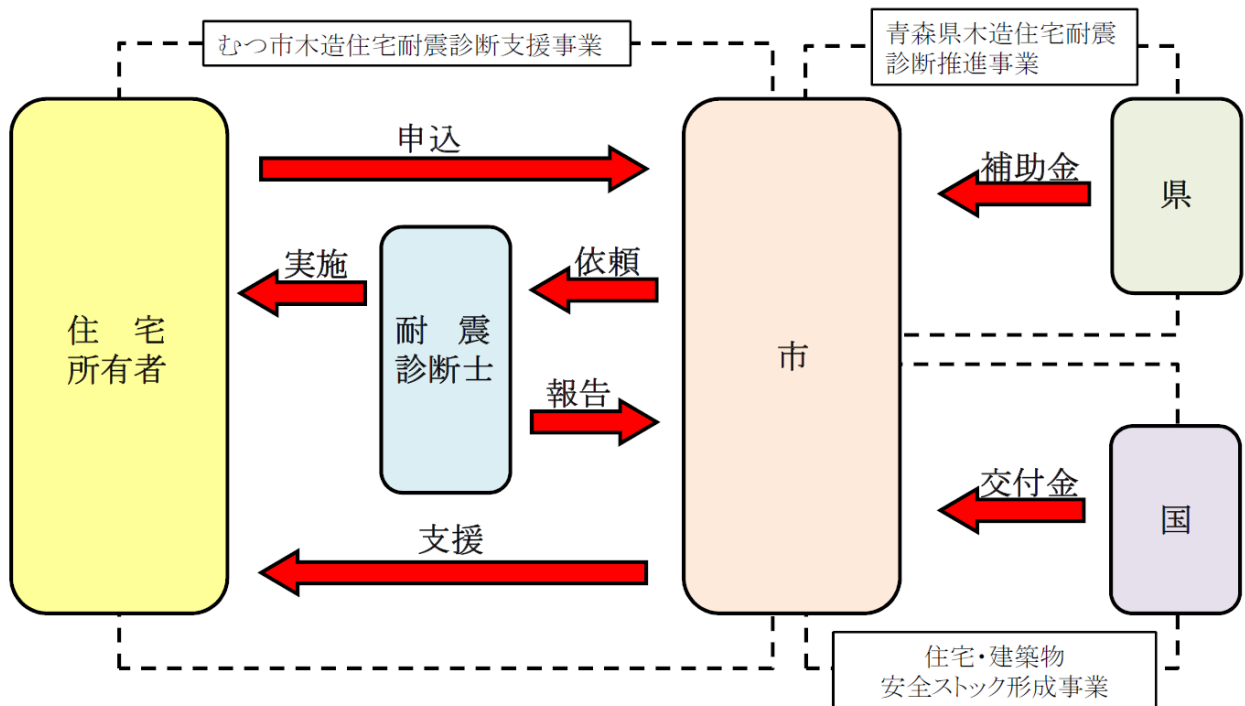 むつ市木造住宅耐震診断支援事業
青森県木造住宅耐震
診断推進事業
申込
補助金
県
実施
依頼
住　宅
所有者
耐　震
診断士
市
報告
交付金
国
支援
住宅・建築物
安全ストック形成事業